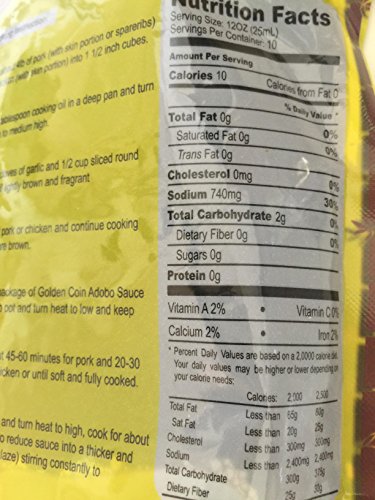 Nutrition Facts
Serving Size: 12OZ (25mL)
Servings Per Container: 10
Amount Per Serving
Calories 10
Calories from Fat 0
% Daily Value *
Total Fat 0g 0%
Saturated Fat 0g 0%
Trans Fat 0g
Cholesterol 0mg 0%
Sodium 740mg 30%
Total Carbohydrate 2g 0%
Dietary Fiber 0g 0%
Sugars 0g
Protein 0g
Vitamin A 2% • Vitamin C 0%
Calcium 2% • Iron 2%
* Percent Daily Values are based on a 2,0000 calorie diet.
Your daily values may be higher or lower depending on
your calorie needs:
Calories: 2,000 2,500
Total Fat Less than 65g 80g
Sat Fat Less than 20g 25g
Cholesterol Less than 300mg 300mg
Sodium Less than 2,400mg 2,400mg
Total Carbohydrate 300g 375g
Dietary Fiber
lb of pork (with skin portion or spareribs)
(with skin portion) into 1 1/2 inch cubes.
tablespoon cooking oil in a deep pan and turn
to medium high.
cloves of garlic and 1/2 cup sliced round
lightly brown and fragrant
pork or chicken and continue cooking
are brown.
package of Golden Coin Adobo Sauce
pot and turn heat to low and keep
45-60 minutes for pork and 20-30
chicken or until soft and fully cooked.
and turn heat to high, cook for about
to reduce sauce into a thicker and
glaze) stirring constantly to